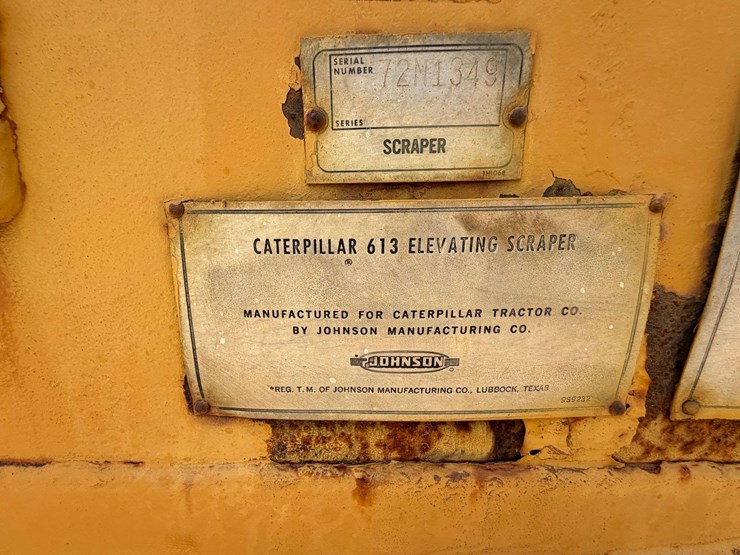 SERIAL
NUMBER 72M1349
SERIES
SCRAPER
1H1068
CATERPILLAR 613 ELEVATING SCRAPER
®
MANUFACTURED FOR CATERPILLAR TRACTOR CO.
BY JOHNSON MANUFACTURING CO.
JOHNSON
*REG. T. M. OF JOHNSON MANUFACTURING CO., LUBBOCK, TEXAS